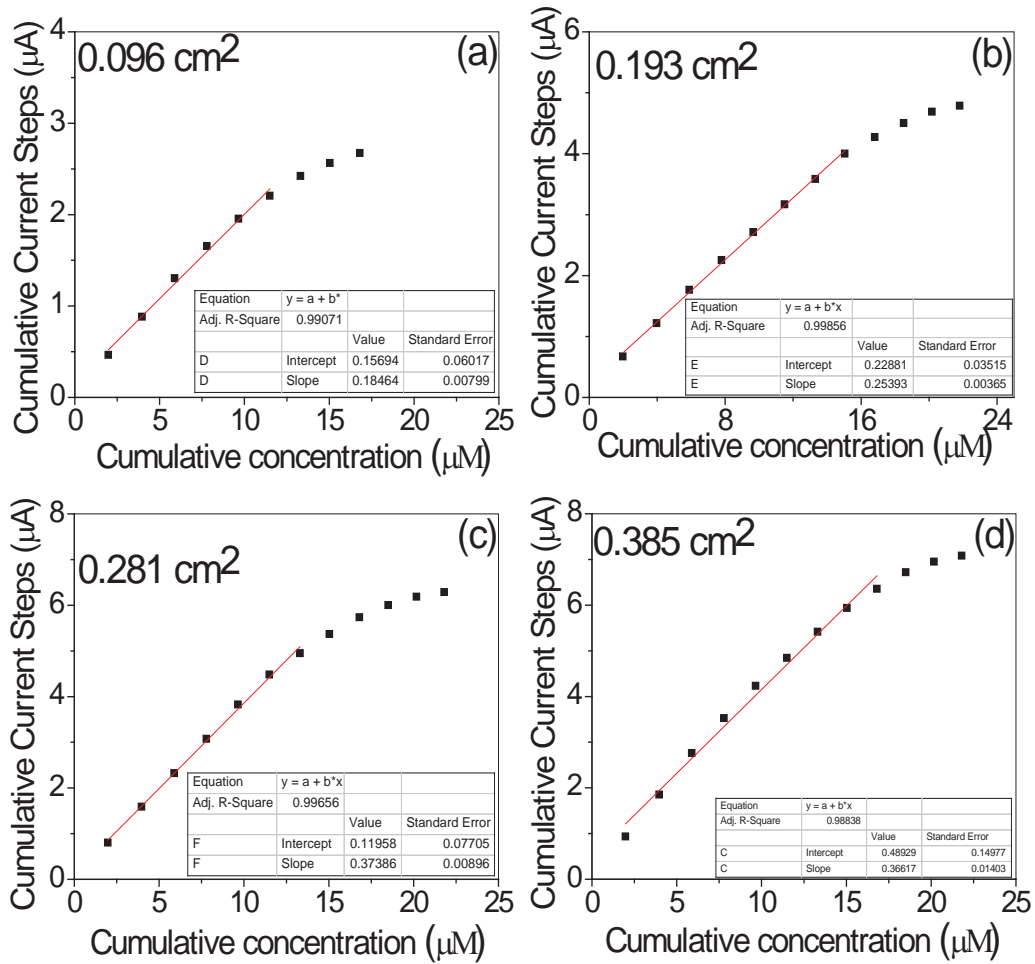 (a)
0.096 cm2
Cumulative Current Steps (μA)
4
3
2
1
0
Equation y = a + b*
Adj. R-Square 0.99071
Value Standard Error
D Intercept 0.15694 0.06017
D Slope 0.18464 0.00799
0 5 10 15 20 25
Cumulative concentration (μM)
(b)
0.193 cm2
Cumulative Current Steps (μA)
6
4
2
0
Equation y = a + b*x
Adj. R-Square 0.99856
Value Standard Error
E Intercept 0.22881 0.03515
E Slope 0.25393 0.00365
0 8 16 24
Cumulative concentration (μM)
(c)
0.281 cm2
Cumulative Current Steps (μA)
8
6
4
2
0
Equation y = a + b*x
Adj. R-Square 0.99656
Value Standard Error
F Intercept 0.11958 0.07705
F Slope 0.37386 0.00896
0 5 10 15 20 25
Cumulative concentration (μM)
(d)
0.385 cm2
Cumulative Current Steps (μA)
8
6
4
2
0
Equation y = a + b*x
Adj. R-Square 0.98838
Value Standard Error
C Intercept 0.48929 0.14977
C Slope 0.36617 0.01403
0 5 10 15 20 25
Cumulative concentration (μM)